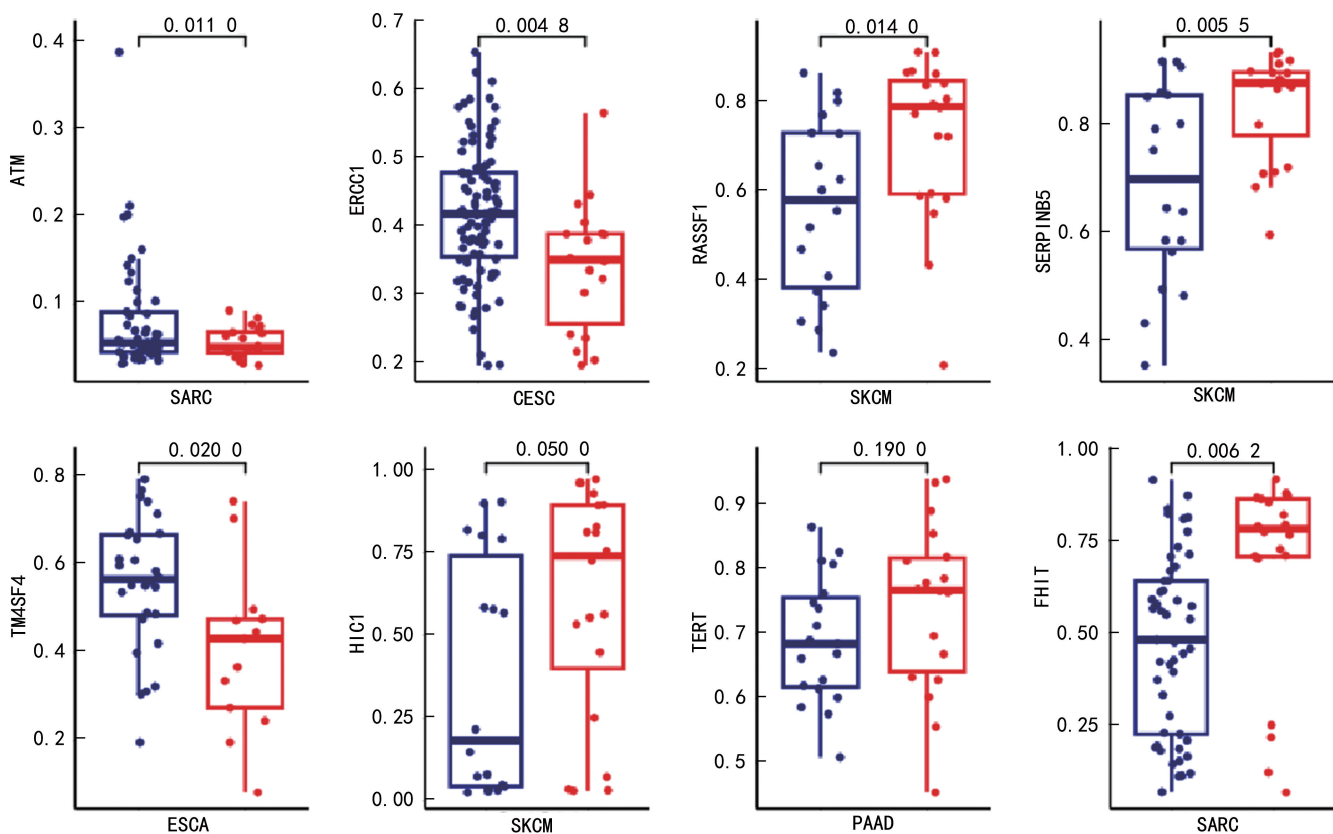 0.011 0
0.4
0.3
0.2
0.1
ATM
SARC
0.004 8
0.7
0.6
0.5
0.4
0.3
0.2
ERCC1
CESC
0.014 0
0.8
0.6
0.4
0.2
RASSF1
SKCM
0.005 5
0.8
0.6
0.4
SERPINB5
SKCM
0.020 0
0.8
0.6
0.4
0.2
TM4SF4
ESCA
0.050 0
1.00
0.75
0.50
0.25
0.00
HIC1
SKCM
0.190 0
0.9
0.8
0.7
0.6
0.5
TERT
PAAD
0.006 2
1.00
0.75
0.50
0.25
FHIT
SARC